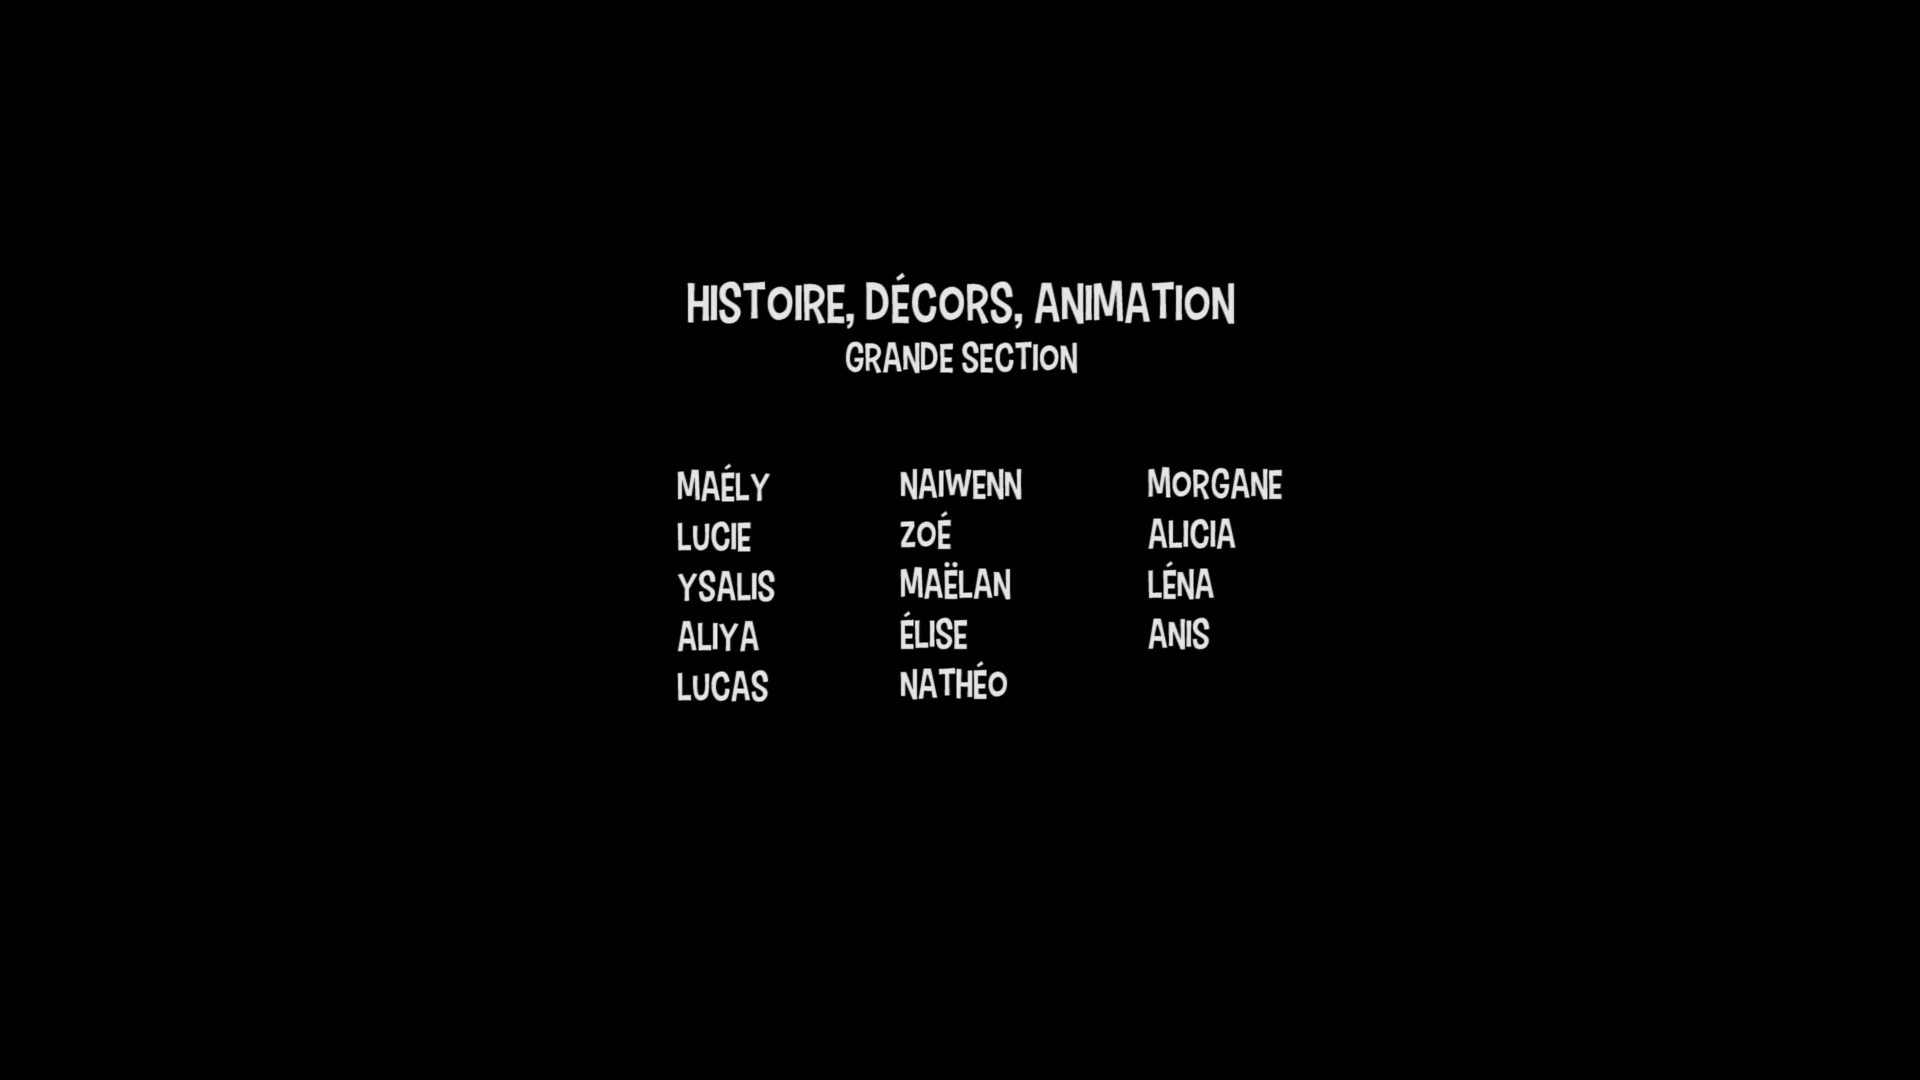 HISTOIRE, DÉCORS, ANIMATION
GRANDE SECTION
MAÉLY
LUCIE
YSALIS
ALIYA
LUCAS
NAIWENN
ZOÉ
MAËLAN
ÉLISE
NATHÉO
MORGANE
ALICIA
LÉNA
ANIS